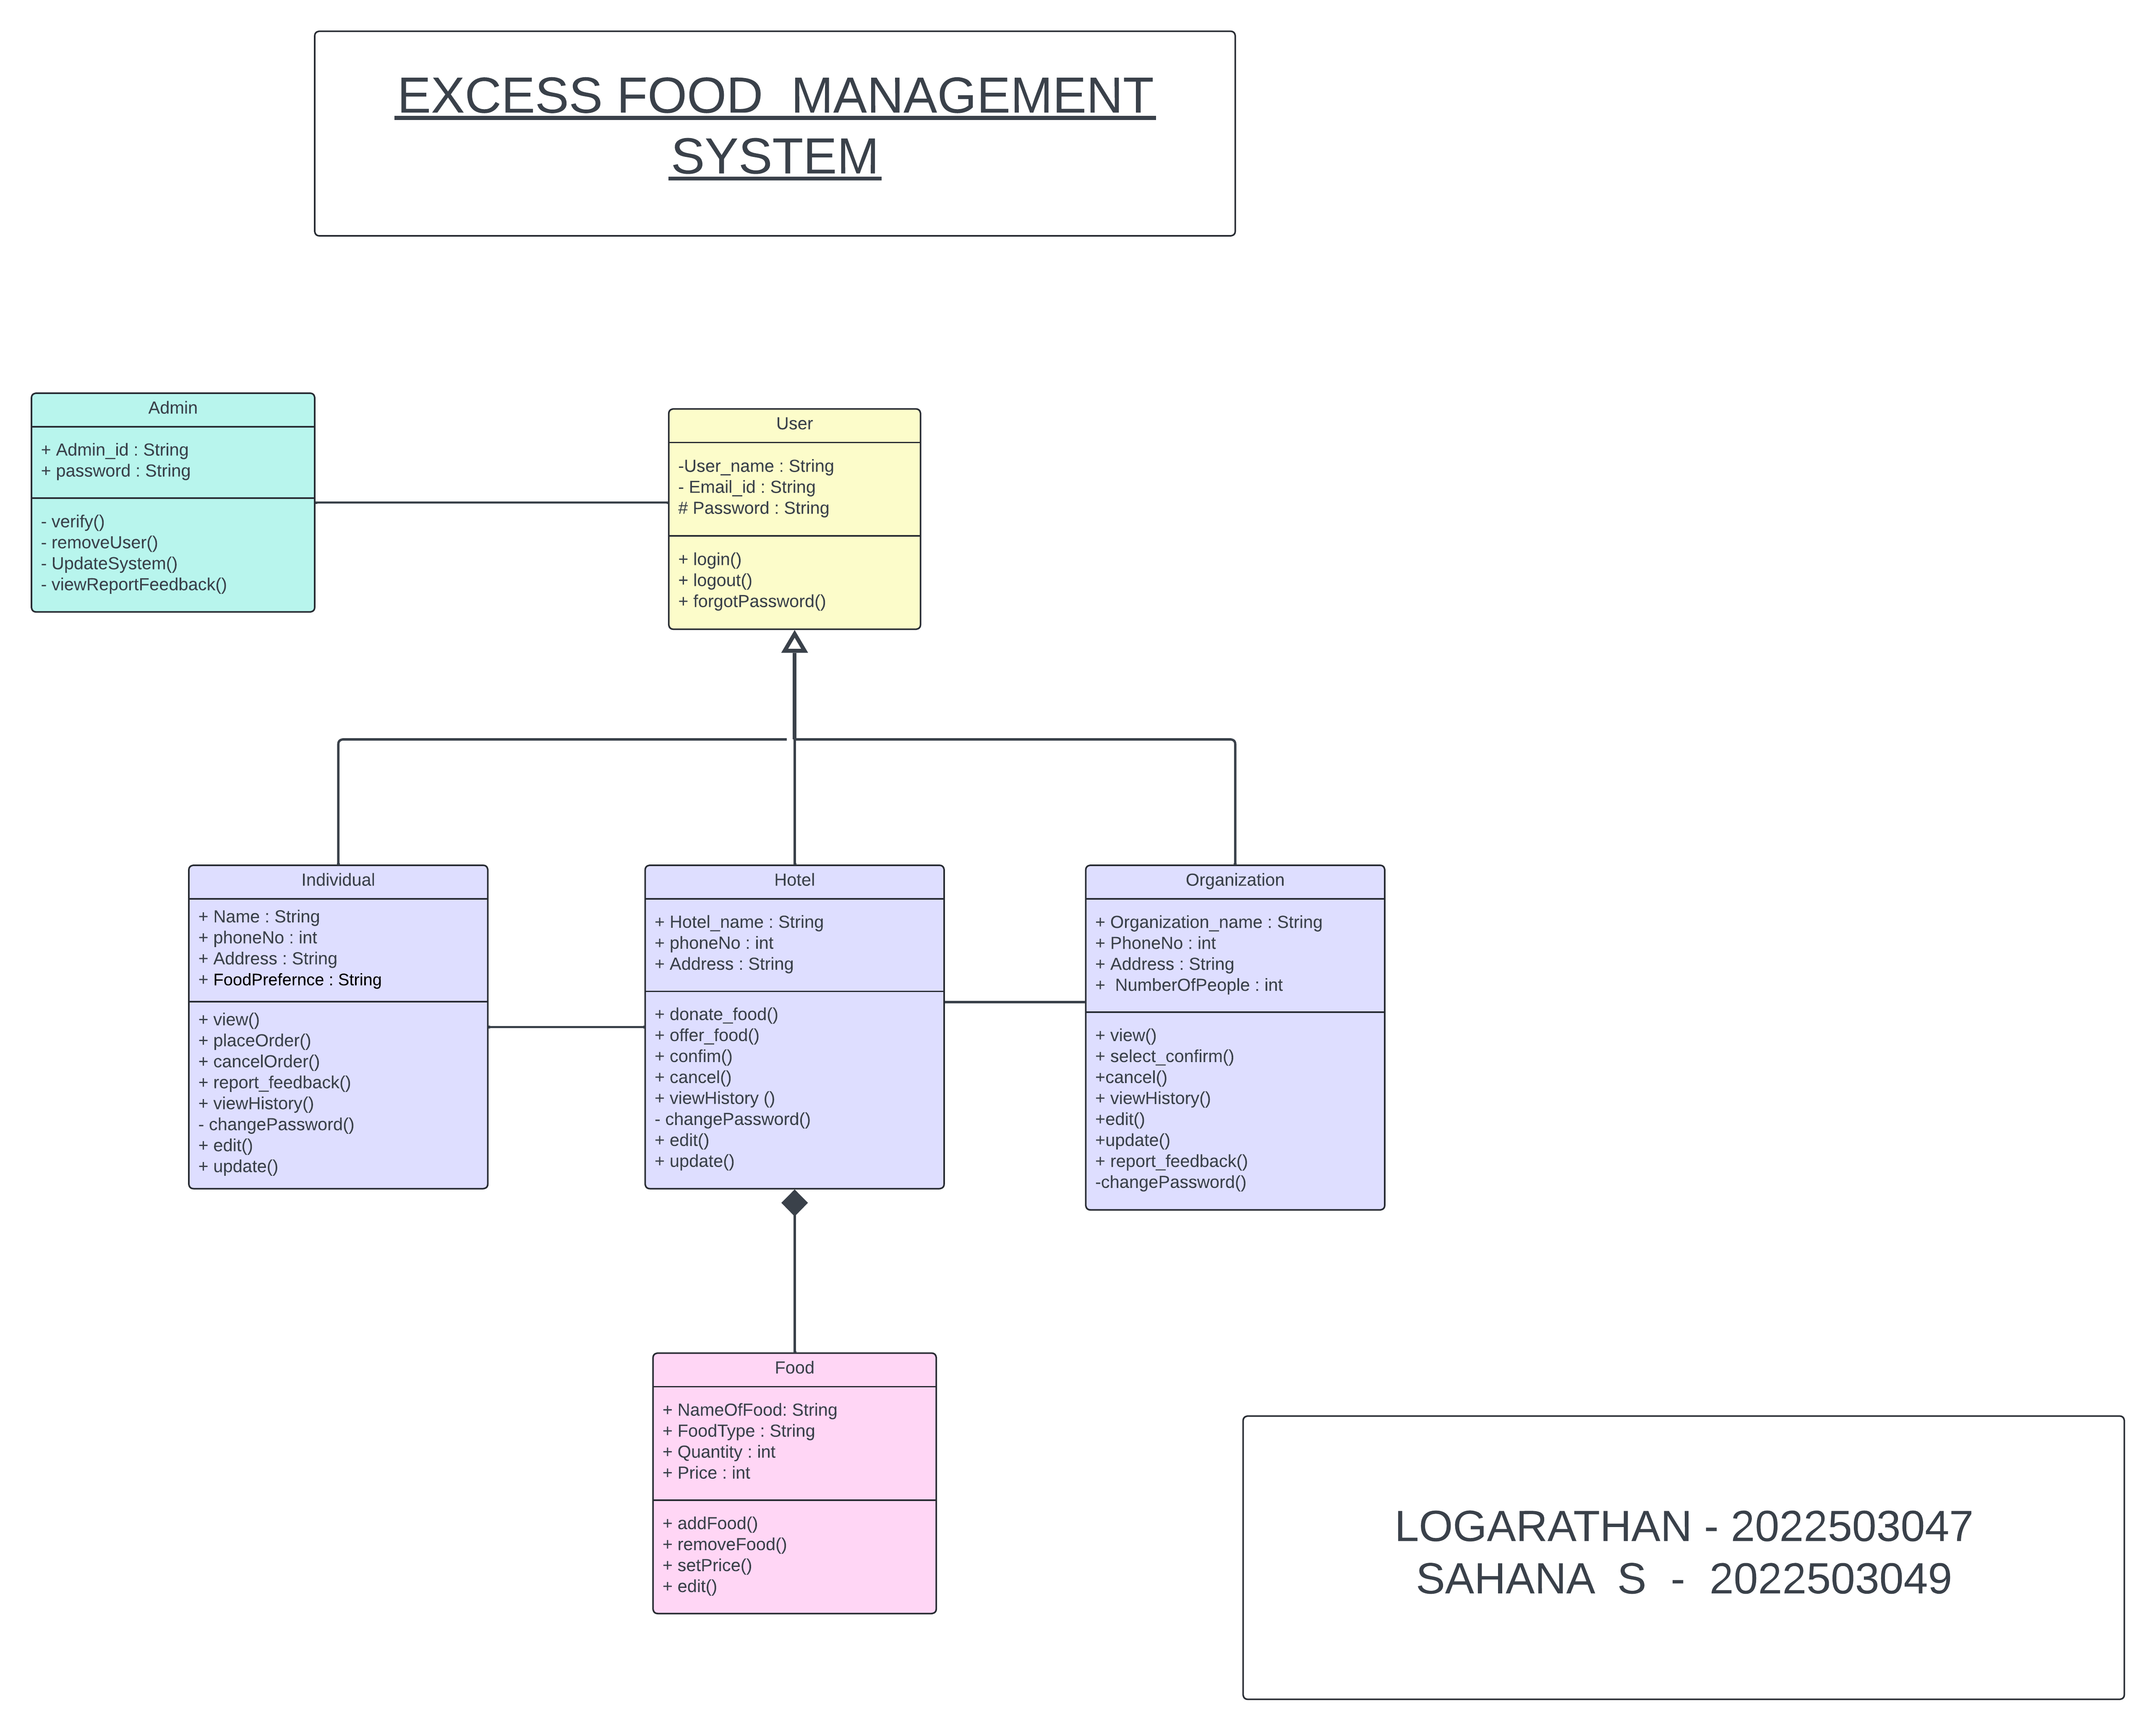 EXCESS FOOD  MANAGEMENT
SYSTEM
Admin
+ Admin_id : String
+ password : String
- verify()
- removeUser()
- UpdateSystem()
- viewReportFeedback()
User
-User_name : String
- Email_id : String
# Password : String
+ login()
+ logout()
+ forgotPassword()
Individual
+ Name : String
+ phoneNo : int
+ Address : String
+ FoodPrefernce : String
+ view()
+ placeOrder()
+ cancelOrder()
+ report_feedback()
+ viewHistory()
- changePassword()
+ edit()
+ update()
Hotel
+ Hotel_name : String
+ phoneNo : int
+ Address : String
+ donate_food()
+ offer_food()
+ confim()
+ cancel()
+ viewHistory ()
- changePassword()
+ edit()
+ update()
Organization
+ Organization_name : String
+ PhoneNo : int
+ Address : String
+  NumberOfPeople : int
+ view()
+ select_confirm()
+cancel()
+ viewHistory()
+edit()
+update()
+ report_feedback()
-changePassword()
Food
+ NameOfFood: String
+ FoodType : String
+ Quantity : int
+ Price : int
+ addFood()
+ removeFood()
+ setPrice()
+ edit()
LOGARATHAN - 2022503047
SAHANA  S  -  2022503049